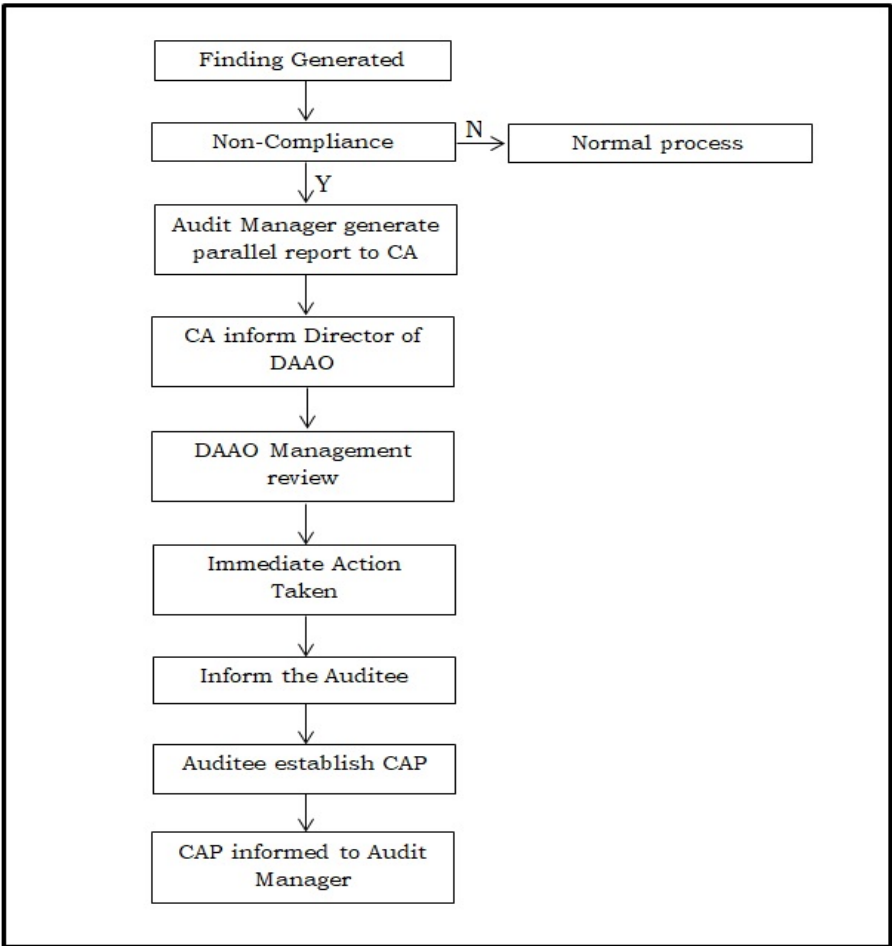 Finding Generated
Non-Compliance
N
Normal process
Y
Audit Manager generate
parallel report to CA
CA inform Director of
DAAO
DAAO Management
review
Immediate Action
Taken
Inform the Auditee
Auditee establish CAP
CAP informed to Audit
Manager